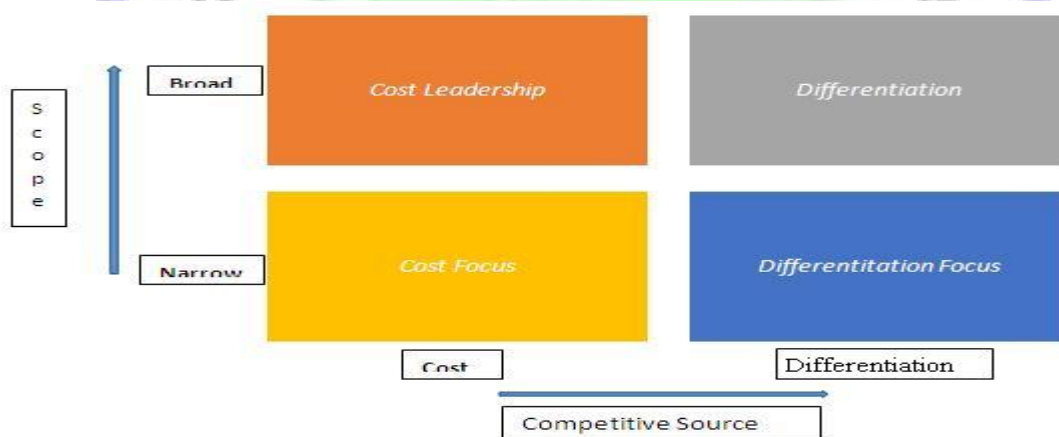 Broad
Cost Leadership
Differentiation
S
c
o
p
e
Narrow
Cost Focus
Differentitation Focus
Cost
Differentiation
Competitive Source